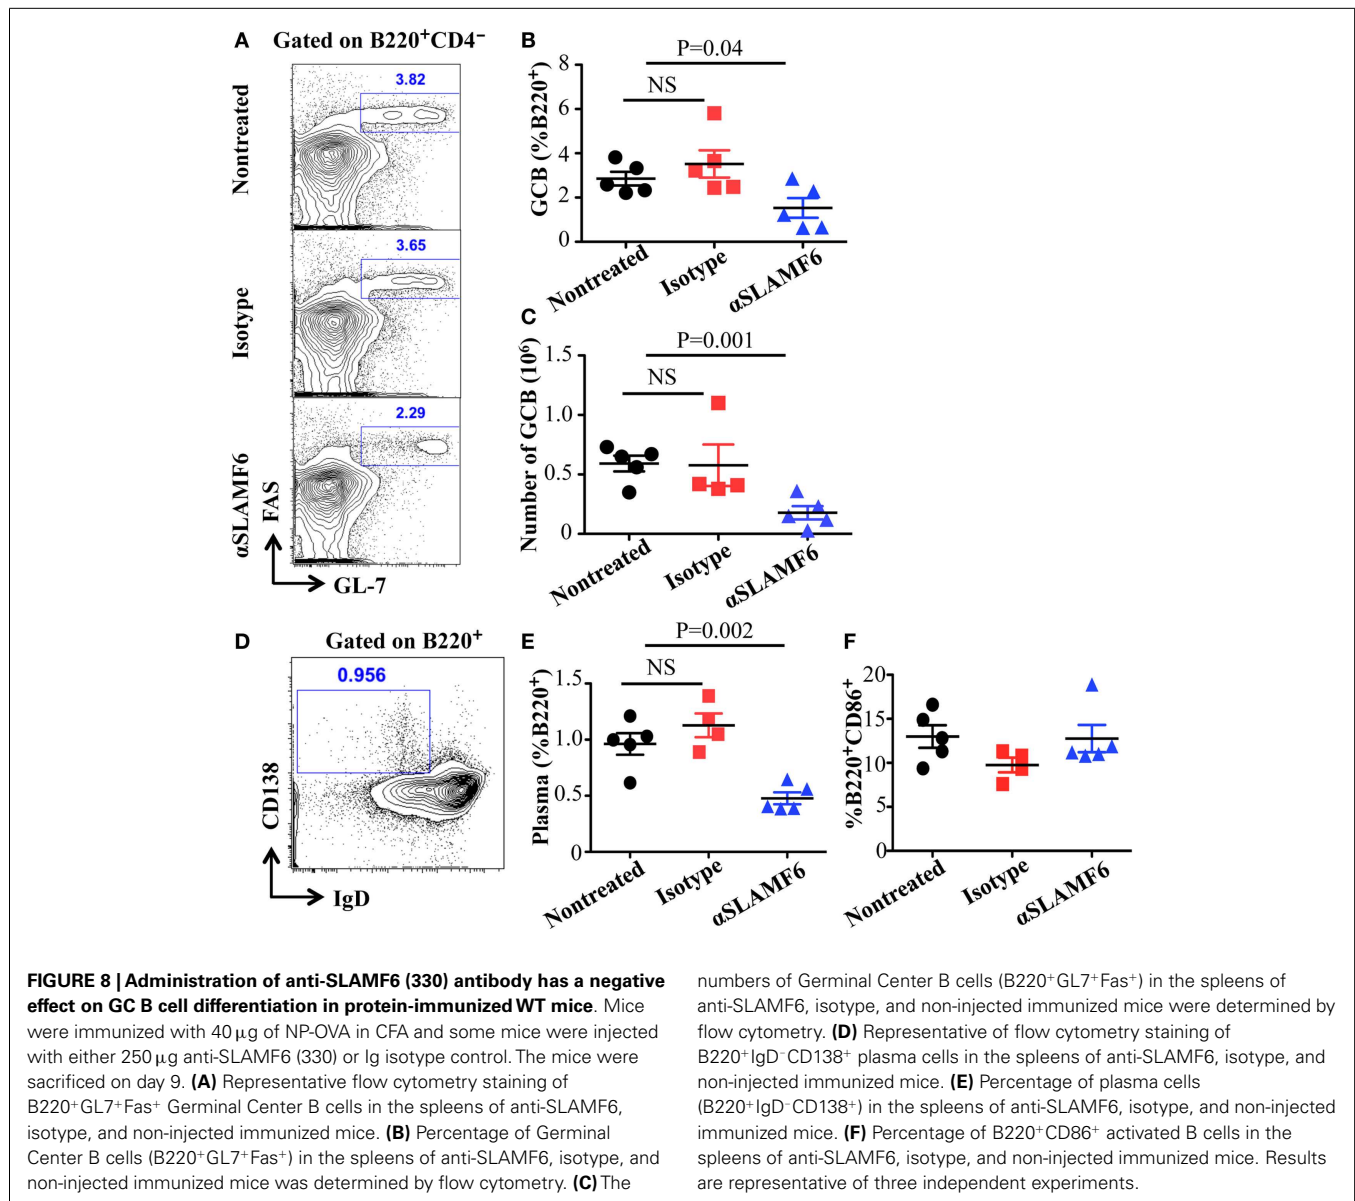 A
Gated on B220⁺CD4⁻
Nontreated
3.82
Isotype
3.65
αSLAMF6
2.29
FAS
GL-7
B
P=0.04
NS
GCB (%B220⁺)
8
6
4
2
0
Nontreated
Isotype
αSLAMF6
C
P=0.001
NS
Number of GCB (10⁶)
1.5
1.0
0.5
0
Nontreated
Isotype
αSLAMF6
D
Gated on B220⁺
0.956
CD138
IgD
E
P=0.002
NS
Plasma (%B220⁺)
1.5
1.0
0.5
0
Nontreated
Isotype
αSLAMF6
F
%B220⁺CD86⁺
20
15
10
5
0
Nontreated
Isotype
αSLAMF6
FIGURE 8 | Administration of anti-SLAMF6 (330) antibody has a negative
effect on GC B cell differentiation in protein-immunized WT mice. Mice
were immunized with 40 μg of NP-OVA in CFA and some mice were injected
with either 250 μg anti-SLAMF6 (330) or Ig isotype control. The mice were
sacrificed on day 9. (A) Representative flow cytometry staining of
B220⁺GL7⁺Fas⁺ Germinal Center B cells in the spleens of anti-SLAMF6,
isotype, and non-injected immunized mice. (B) Percentage of Germinal
Center B cells (B220⁺GL7⁺Fas⁺) in the spleens of anti-SLAMF6, isotype, and
non-injected immunized mice was determined by flow cytometry. (C) The
numbers of Germinal Center B cells (B220⁺GL7⁺Fas⁺) in the spleens of
anti-SLAMF6, isotype, and non-injected immunized mice were determined by
flow cytometry. (D) Representative of flow cytometry staining of
B220⁺IgD⁻CD138⁺ plasma cells in the spleens of anti-SLAMF6, isotype, and
non-injected immunized mice. (E) Percentage of plasma cells
(B220⁺IgD⁻CD138⁺) in the spleens of anti-SLAMF6, isotype, and non-injected
immunized mice. (F) Percentage of B220⁺CD86⁺ activated B cells in the
spleens of anti-SLAMF6, isotype, and non-injected immunized mice. Results
are representative of three independent experiments.